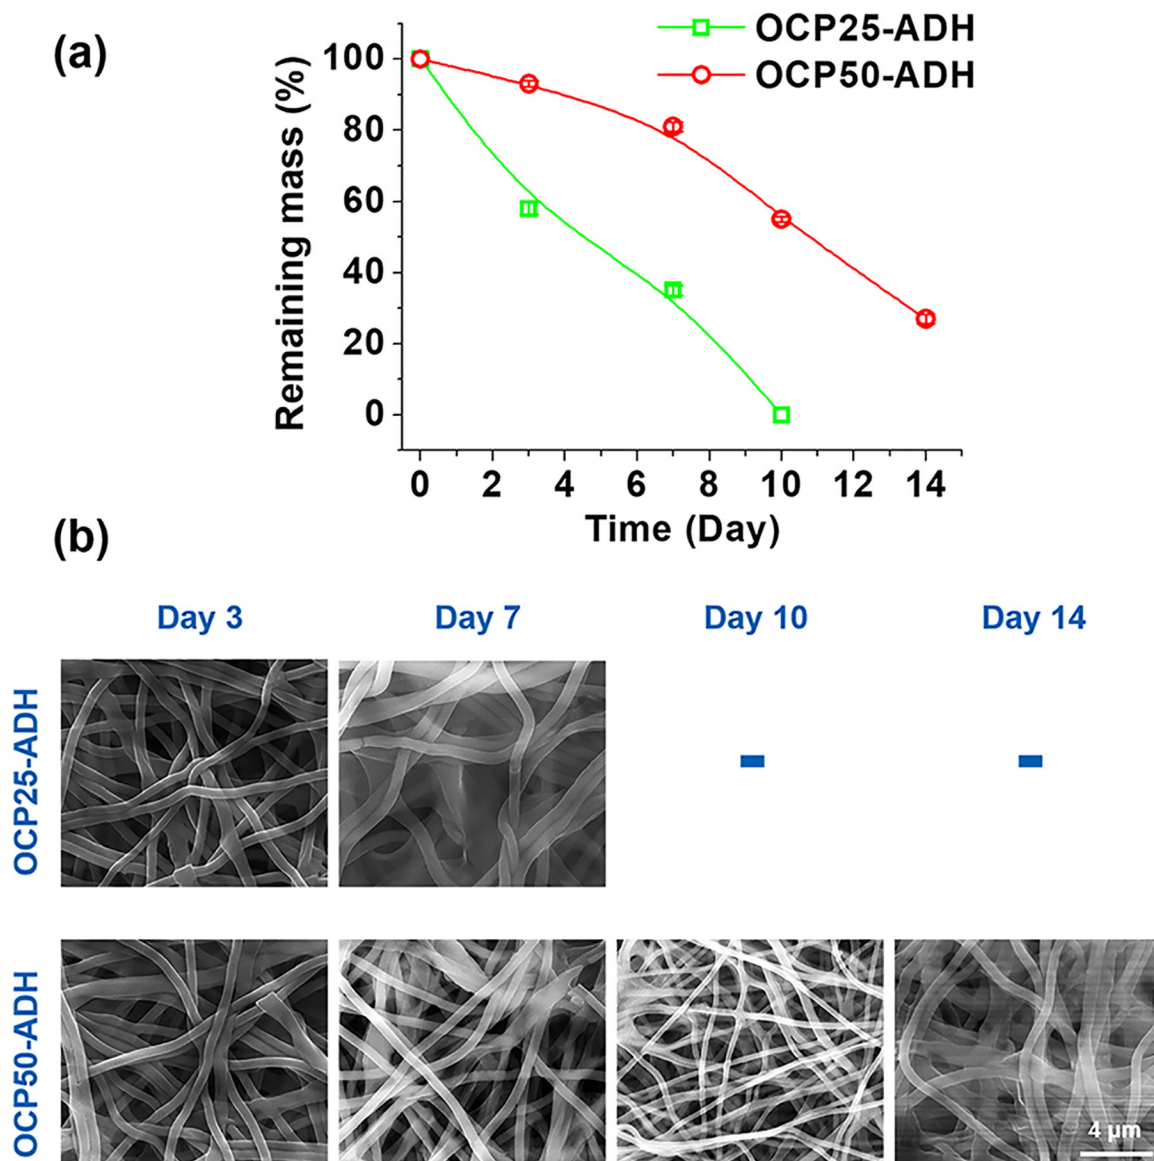 (a)
OCP25-ADH
OCP50-ADH
Remaining mass (%)
100
80
60
40
20
0
0 2 4 6 8 10 12 14
Time (Day)
(b)
Day 3 Day 7 Day 10 Day 14
OCP25-ADH
OCP50-ADH
4 µm